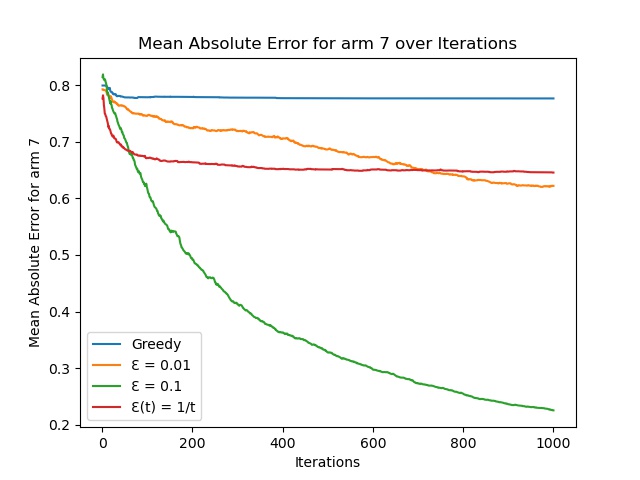 Mean Absolute Error for arm 7 over Iterations
Mean Absolute Error for arm 7
0.8
0.7
0.6
0.5
0.4
0.3
0.2
Greedy
Ɛ = 0.01
Ɛ = 0.1
Ɛ(t) = 1/t
0 200 400 600 800 1000
Iterations